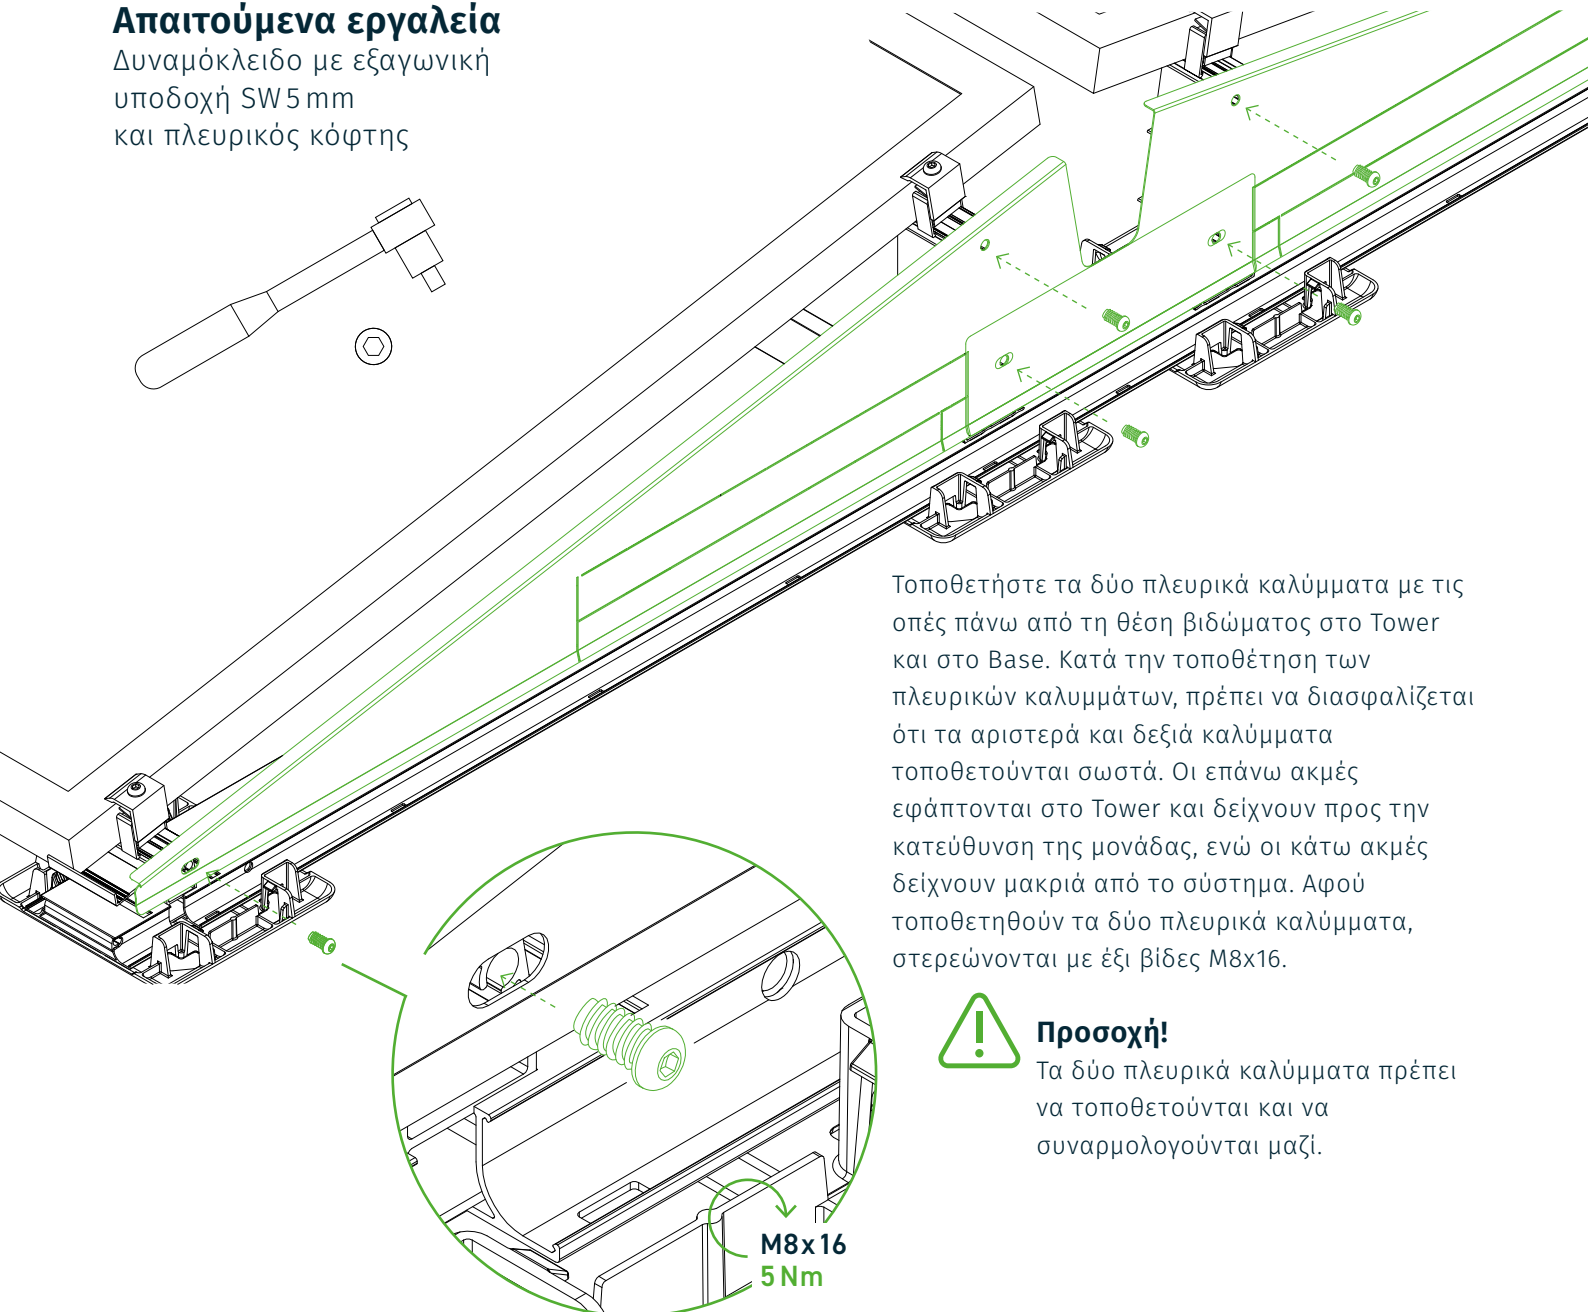 Απαιτούμενα εργαλεία
Δυναμόκλειδο με εξαγωνική
υποδοχή SW 5 mm
και πλευρικός κόφτης
Τοποθετήστε τα δύο πλευρικά καλύμματα με τις
οπές πάνω από τη θέση βιδώματος στο Tower
και στο Base. Κατά την τοποθέτηση των
πλευρικών καλυμμάτων, πρέπει να διασφαλίζεται
ότι τα αριστερά και δεξιά καλύμματα
τοποθετούνται σωστά. Οι επάνω ακμές
εφάπτονται στο Tower και δείχνουν προς την
κατεύθυνση της μονάδας, ενώ οι κάτω ακμές
δείχνουν μακριά από το σύστημα. Αφού
τοποθετηθούν τα δύο πλευρικά καλύμματα,
στερεώνονται με έξι βίδες M8x16.
Προσοχή!
Τα δύο πλευρικά καλύμματα πρέπει
να τοποθετούνται και να
συναρμολογούνται μαζί.
M8x16
5 Nm